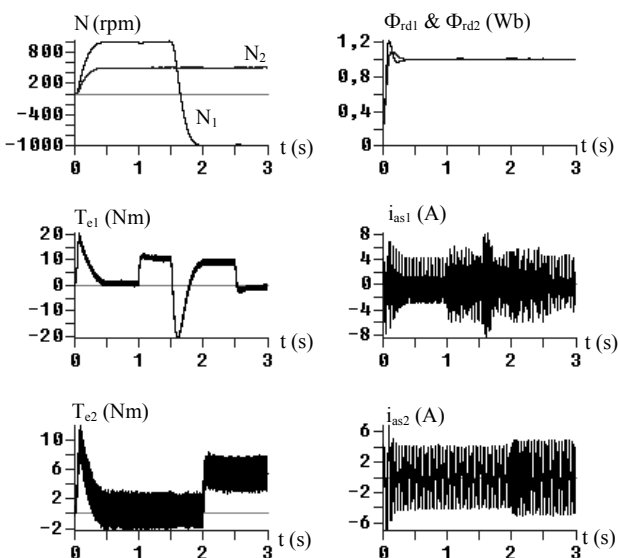 N (rpm)
800
200
-400
-1000
N₂
N₁
t (s)
0 1 2 3
Φrd1 & Φrd2 (Wb)
1,2
0,8
0,4
0
t (s)
0 1 2 3
Te1 (Nm)
20
10
0
-10
-20
t (s)
0 1 2 3
ias1 (A)
8
4
0
-4
-8
t (s)
0 1 2 3
Te2 (Nm)
10
6
2
-2
t (s)
0 1 2 3
ias2 (A)
6
2
-2
-6
t (s)
0 1 2 3